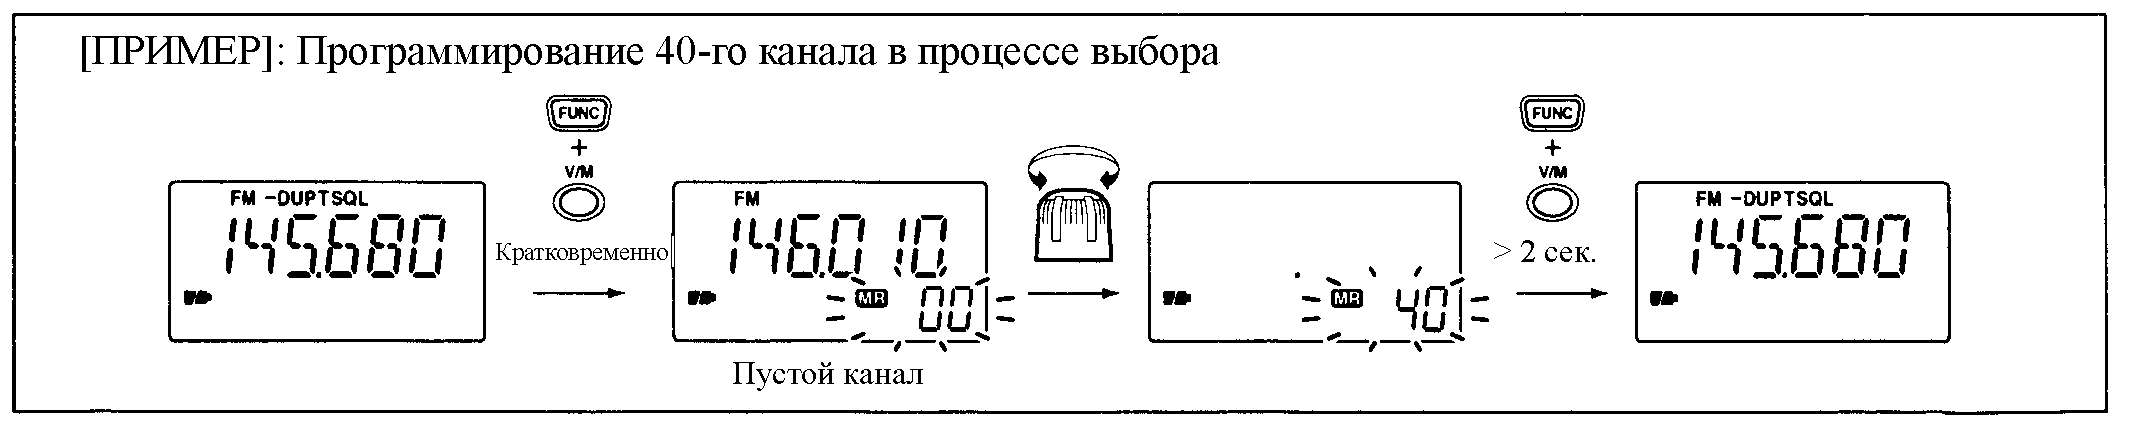 [ПРИМЕР]: Программирование 40-го канала в процессе выбора
FUNC
+
V/M
Кратковременно
FUNC
+
V/M
> 2 сек.
FM -DUPTSQL
145.680
FM
146.010
MR 00
Пустой канал
MR 40
FM -DUPTSQL
145.680